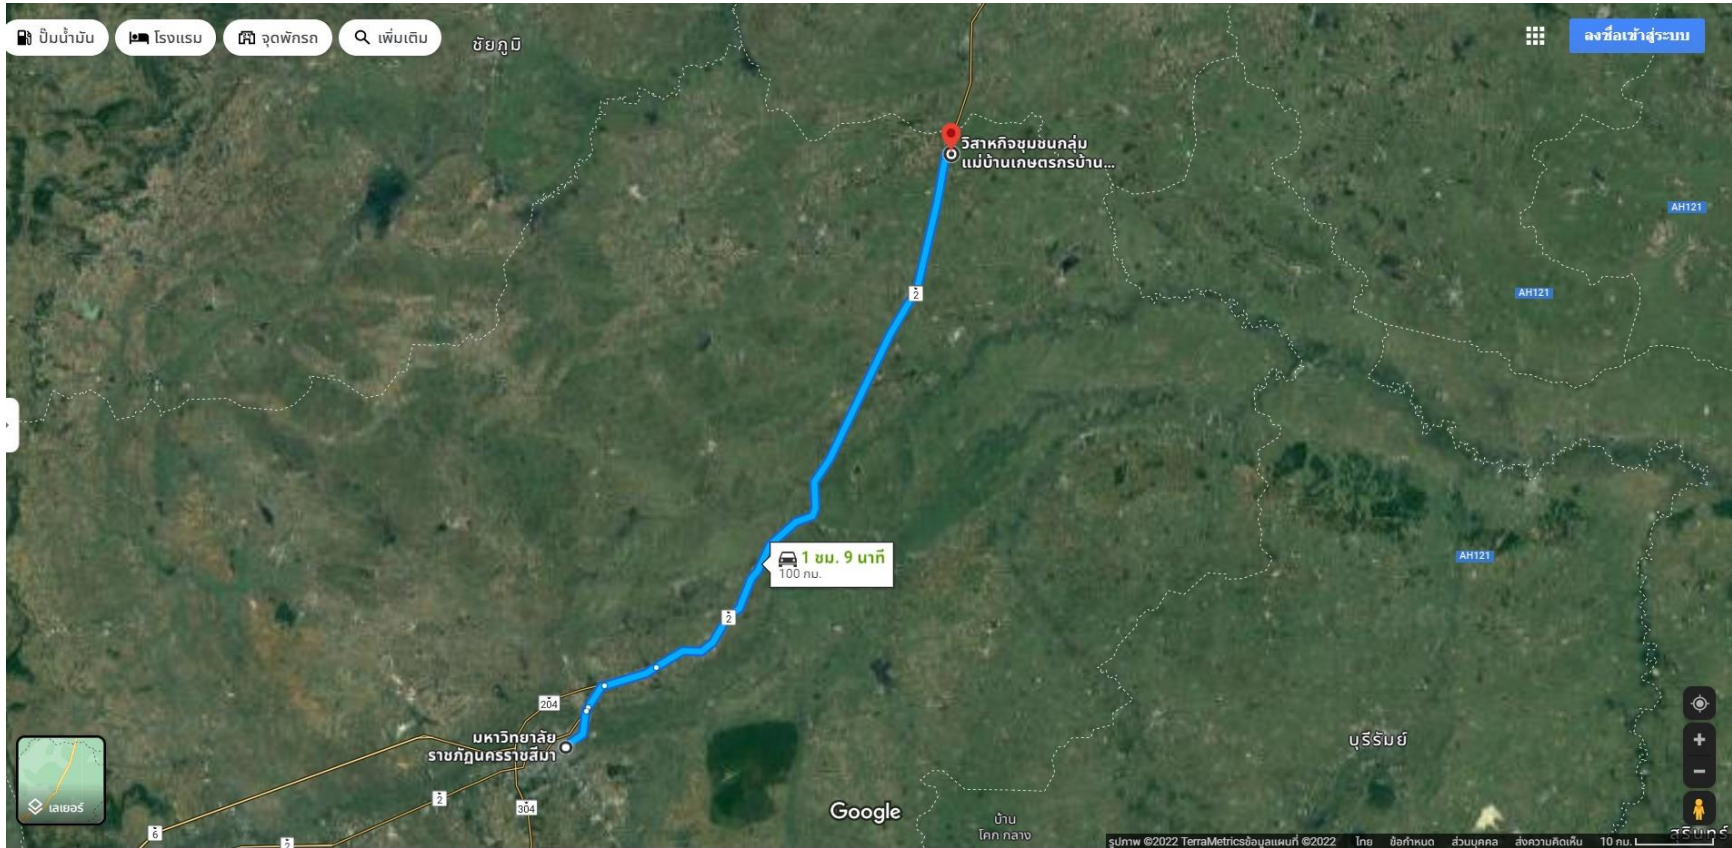 ปั๊มน้ำมัน
โรงแรม
จุดพักรถ
เพิ่มเติม
ชัยภูมิ
ลงชื่อเข้าสู่ระบบ
วิสาหกิจชุมชนกลุ่ม
แม่บ้านเกษตรกรบ้าน...
AH121
2
AH121
1 ชม. 9 นาที
100 กม.
AH121
2
204
มหาวิทยาลัย
ราชภัฏนครราชสีมา
บุรีรัมย์
2
304
เลเยอร์
Google
บ้าน
โคก กลาง
6
2
สุรินทร์
รูปภาพ ©2022 TerraMetricsข้อมูลแผนที่ ©2022 ไทย ข้อกำหนด ส่วนบุคคล ส่งความคิดเห็น 10 กม.